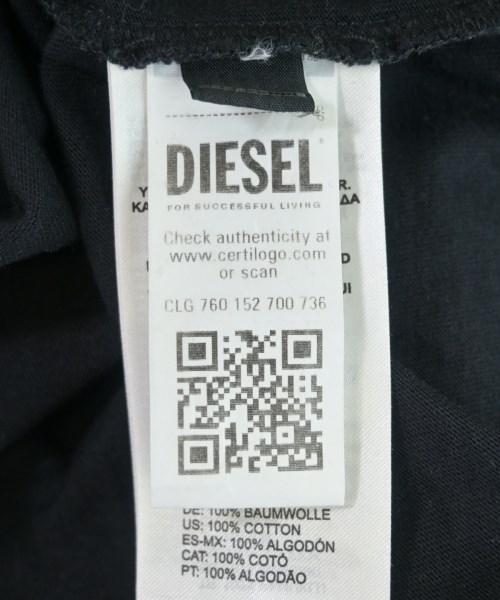 DIESEL
FOR SUCCESSFUL LIVING
Check authenticity at
www.certilogo.com
or scan
CLG 760 152 700 736
DE: 100% BAUMWOLLE
US: 100% COTTON
ES-MX: 100% ALGODÓN
CAT: 100% COTÓ
PT: 100% ALGODÃO